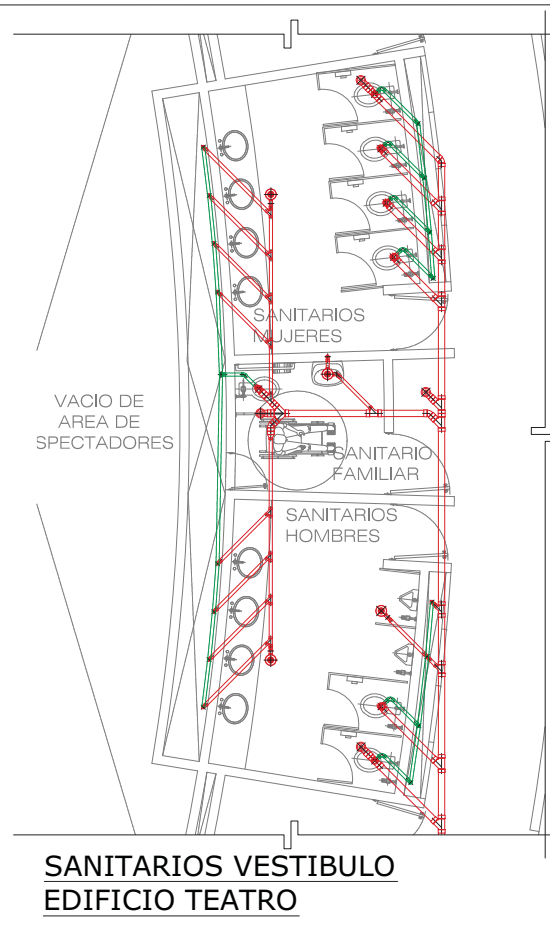 SANITARIOS
MUJERES
VACIO DE
AREA DE
SPECTADORES
SANITARIO
FAMILIAR
SANITARIOS
HOMBRES
SANITARIOS VESTIBULO
EDIFICIO TEATRO